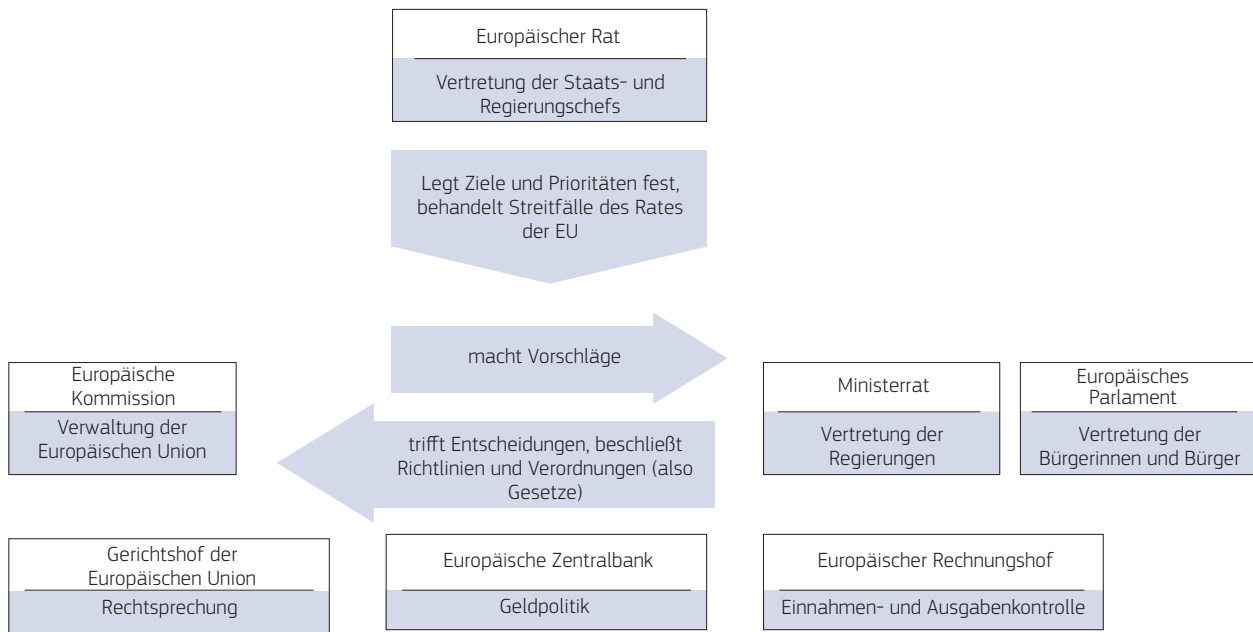 Europäischer Rat
Vertretung der Staats- und
Regierungschefs
Legt Ziele und Prioritäten fest,
behandelt Streitfälle des Rates
der EU
macht Vorschläge
Europäische
Kommission
Verwaltung der
Europäischen Union
trifft Entscheidungen, beschließt
Richtlinien und Verordnungen (also
Gesetze)
Ministerrat
Vertretung der
Regierungen
Europäisches
Parlament
Vertretung der
Bürgerinnen und Bürger
Gerichtshof der
Europäischen Union
Rechtsprechung
Europäische Zentralbank
Geldpolitik
Europäischer Rechnungshof
Einnahmen- und Ausgabenkontrolle